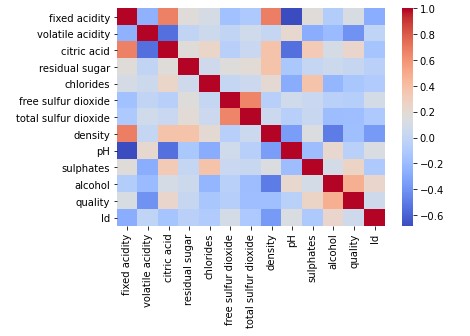 fixed acidity
volatile acidity
citric acid
residual sugar
chlorides
free sulfur dioxide
total sulfur dioxide
density
pH
sulphates
alcohol
quality
Id
fixed acidity
volatile acidity
citric acid
residual sugar
chlorides
free sulfur dioxide
total sulfur dioxide
density
pH
sulphates
alcohol
quality
Id
1.0
0.8
0.6
0.4
0.2
0.0
−0.2
−0.4
−0.6